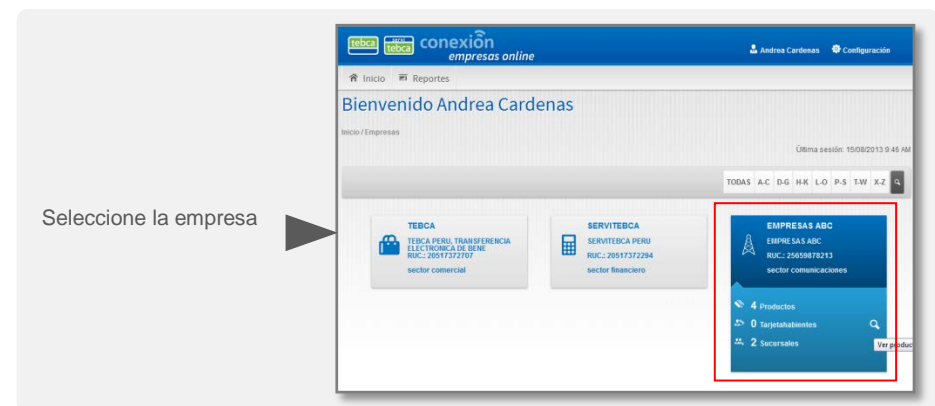 tebca
servi
tebca
conexión
empresas online
Andrea Cardenas
Configuración
Inicio
Reportes
Bienvenido Andrea Cardenas
Inicio / Empresas
Última sesión: 15/08/2013 9:46 AM
TODAS A-C D-G H-K L-O P-S T-W X-Z
Seleccione la empresa
TEBCA
TEBCA PERU, TRANSFERENCIA
ELECTRONICA DE BENE
RUC.: 20517372707
sector comercial
SERVITEBCA
SERVITEBCA PERU
RUC.: 20517372294
sector financiero
EMPRESAS ABC
EMPRESAS ABC
RUC.: 25659878213
sector comunicaciones
4 Productos
0 Tarjetahabientes
2 Sucursales
Ver produc